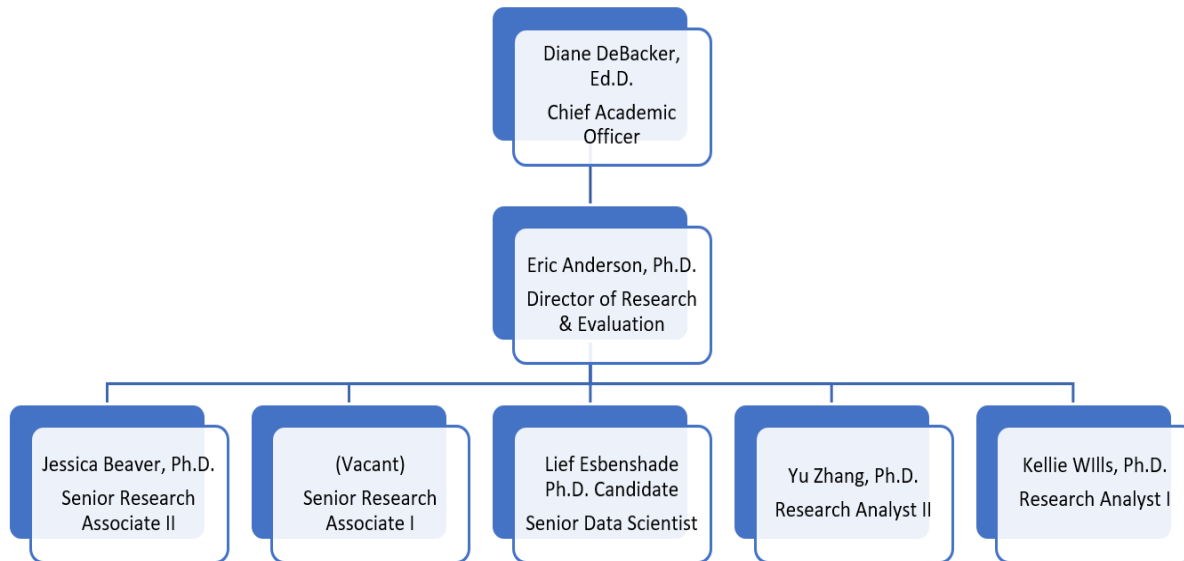 Diane DeBacker,
Ed.D.
Chief Academic
Officer
Eric Anderson, Ph.D.
Director of Research
& Evaluation
Jessica Beaver, Ph.D.
Senior Research
Associate II
(Vacant)
Senior Research
Associate I
Lief Esbenshade
Ph.D. Candidate
Senior Data Scientist
Yu Zhang, Ph.D.
Research Analyst II
Kellie WIlls, Ph.D.
Research Analyst I